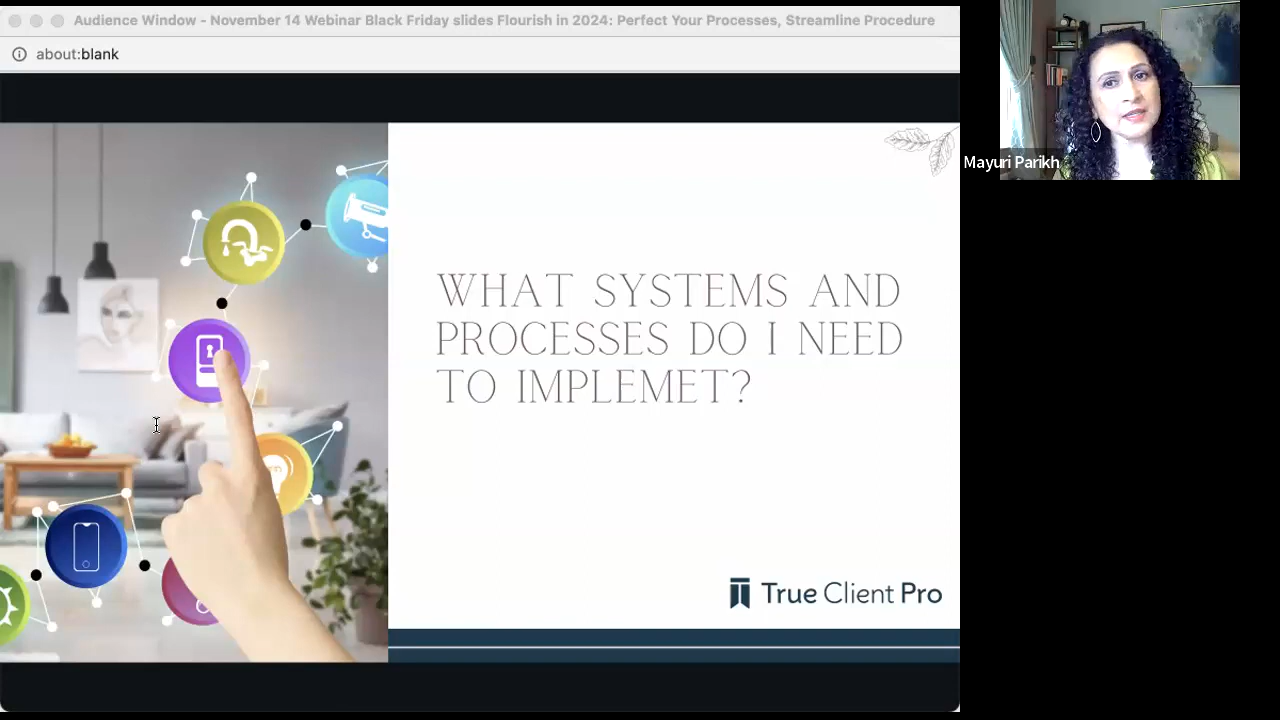 Audience Window - November 14 Webinar Black Friday slides Flourish in 2024: Perfect Your Processes, Streamline Procedure
about:blank
Mayuri Parikh
WHAT SYSTEMS AND
PROCESSES DO I NEED
TO IMPLEMET?
True Client Pro